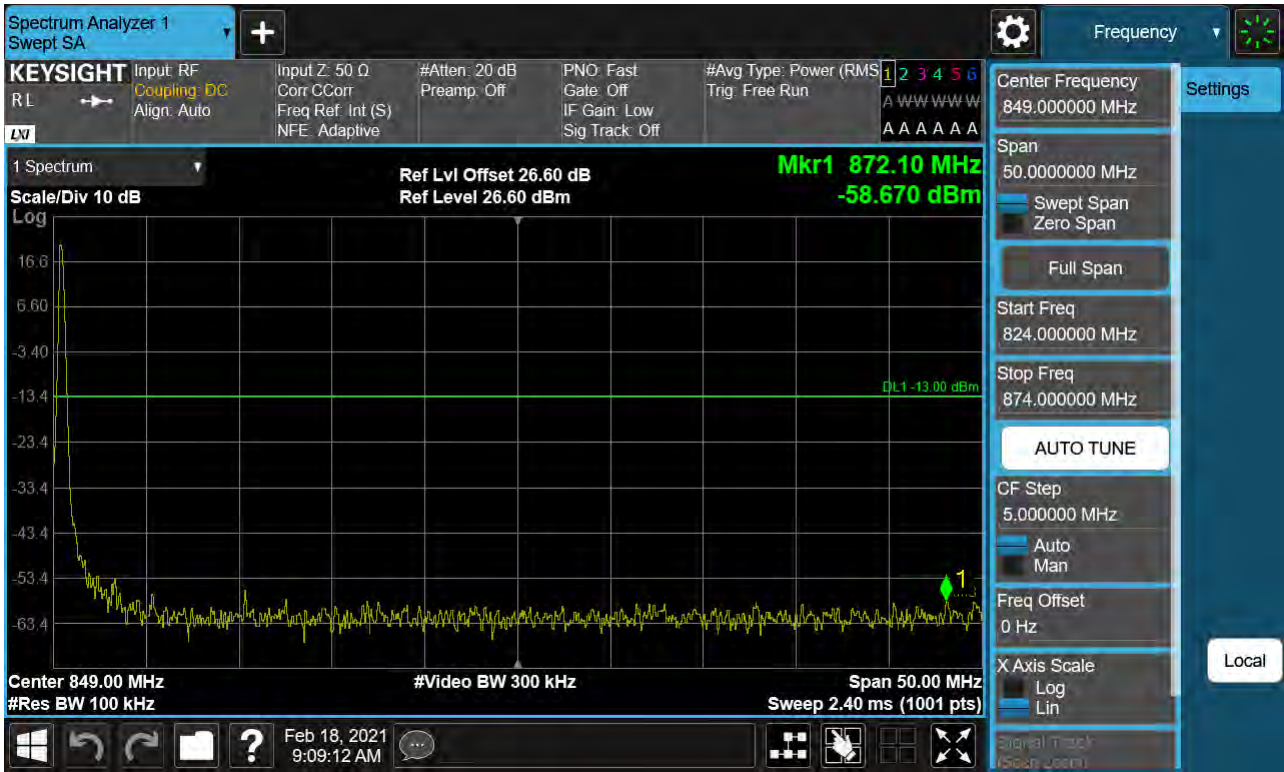 Spectrum Analyzer 1
Swept SA
Frequency
KEYSIGHT
RL
LXI
Input: RF
Coupling: DC
Align: Auto
Input Z: 50 Ω
Corr CCorr
Freq Ref: Int (S)
NFE: Adaptive
#Atten: 20 dB
Preamp: Off
PNO: Fast
Gate: Off
IF Gain: Low
Sig Track: Off
#Avg Type: Power (RMS
Trig: Free Run
1 2 3 4 5 6
A W W W W W
A A A A A A
1 Spectrum
Scale/Div 10 dB
Log
Ref Lvl Offset 26.60 dB
Ref Level 26.60 dBm
Mkr1 872.10 MHz
-58.670 dBm
16.6
6.60
-3.40
-13.4
DL1 -13.00 dBm
-23.4
-33.4
-43.4
-53.4
1
-63.4
Center 849.00 MHz
#Video BW 300 kHz
Span 50.00 MHz
#Res BW 100 kHz
Sweep 2.40 ms (1001 pts)
Center Frequency
849.000000 MHz
Settings
Span
50.0000000 MHz
Swept Span
Zero Span
Full Span
Start Freq
824.000000 MHz
Stop Freq
874.000000 MHz
AUTO TUNE
CF Step
5.000000 MHz
Auto
Man
Freq Offset
0 Hz
X Axis Scale
Log
Lin
Local
Signal Track
(Span Zoom)
?
Feb 18, 2021
9:09:12 AM